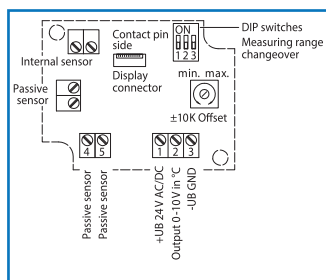 Contact pin
side
Internal sensor
Display
connector
ON
1 2 3
DIP switches
Measuring range
changeover
Passive
sensor
min. max.
±10K Offset
4 5
1 2 3
Passive sensor
Passive sensor
+UB 24 V AC/DC
Output 0-10 V in °C
-UB GND